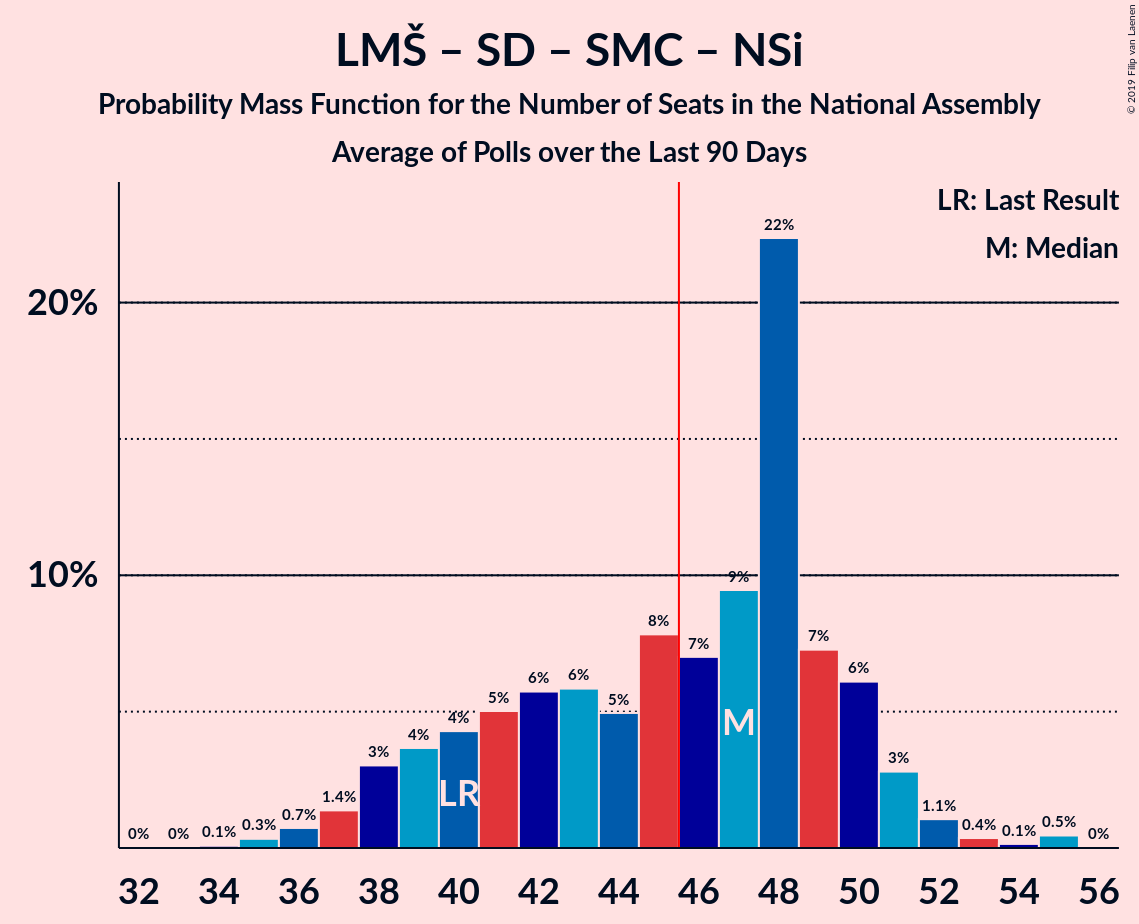 LMŠ – SD – SMC – NSi
Probability Mass Function for the Number of Seats in the National Assembly
Average of Polls over the Last 90 Days
© 2019 Filip van Laenen
LR: Last Result
M: Median
20%
10%
0% 0% 0.1% 0.3% 0.7% 1.4% 3% 4% 4% 5% 6% 6% 5% 8% 7% 9% 22% 7% 6% 3% 1.1% 0.4% 0.1% 0.5% 0%
LR
M
32 34 36 38 40 42 44 46 48 50 52 54 56